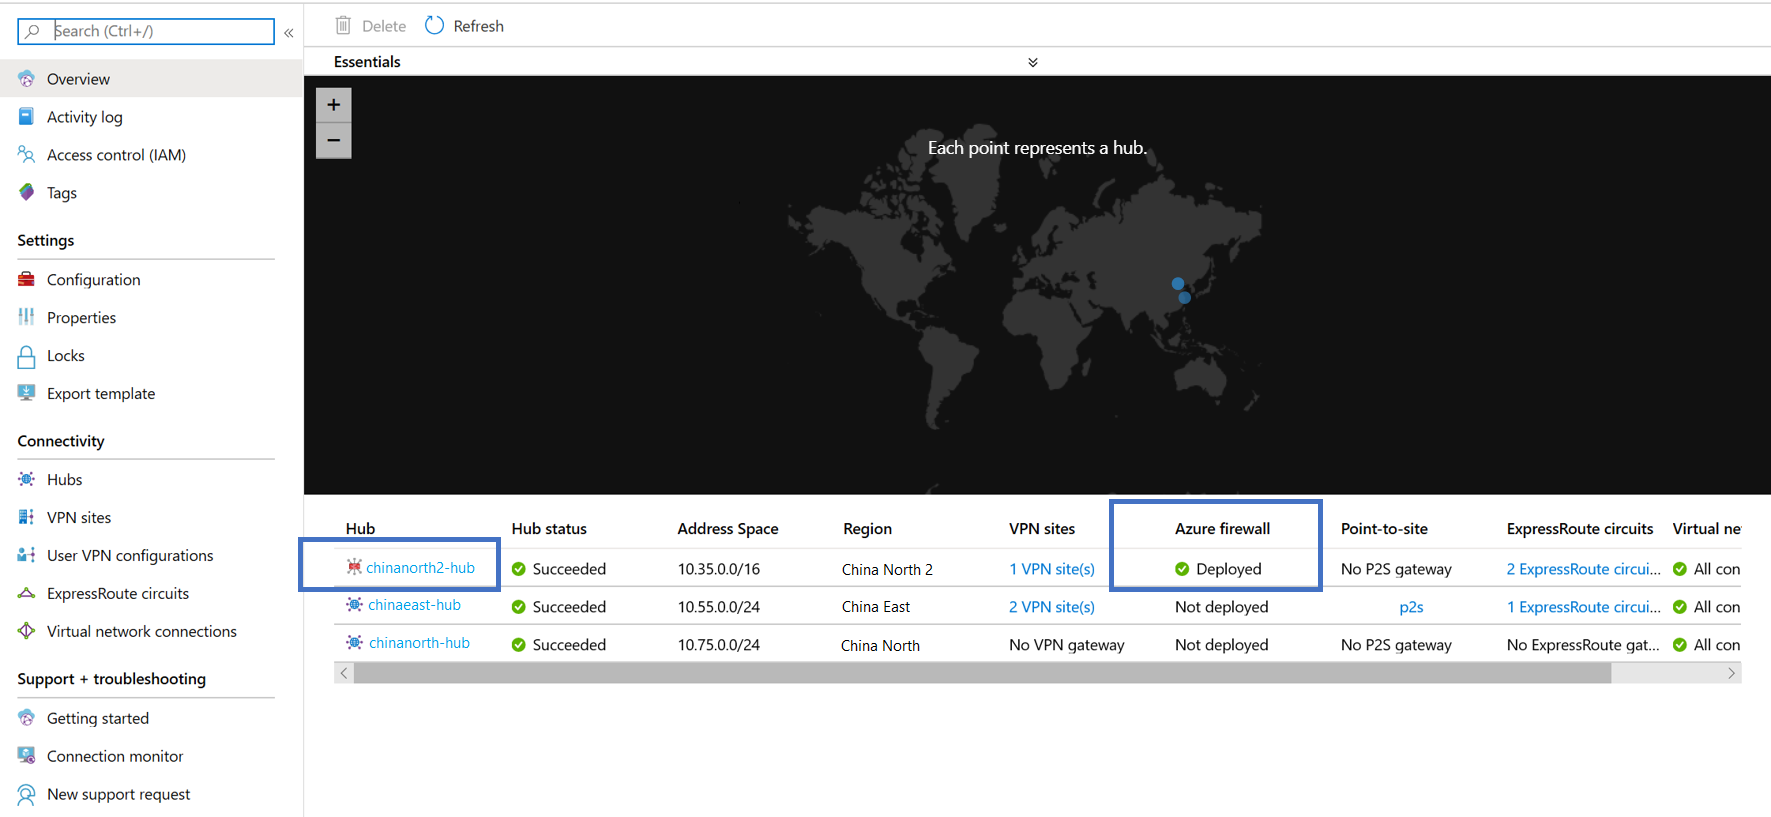 Search (Ctrl+/)
«
Delete
Refresh
Essentials
Overview
Activity log
Access control (IAM)
Tags
Settings
Configuration
Properties
Locks
Export template
Connectivity
Hubs
VPN sites
User VPN configurations
ExpressRoute circuits
Virtual network connections
Support + troubleshooting
Getting started
Connection monitor
New support request
+
−
Each point represents a hub.
Hub Hub status Address Space Region VPN sites Azure firewall Point-to-site ExpressRoute circuits Virtual ne
chinanorth2-hub Succeeded 10.35.0.0/16 China North 2 1 VPN site(s) Deployed No P2S gateway 2 ExpressRoute circui... All con
chinaeast-hub Succeeded 10.55.0.0/24 China East 2 VPN site(s) Not deployed p2s 1 ExpressRoute circui... All con
chinanorth-hub Succeeded 10.75.0.0/24 China North No VPN gateway Not deployed No P2S gateway No ExpressRoute gat... All con